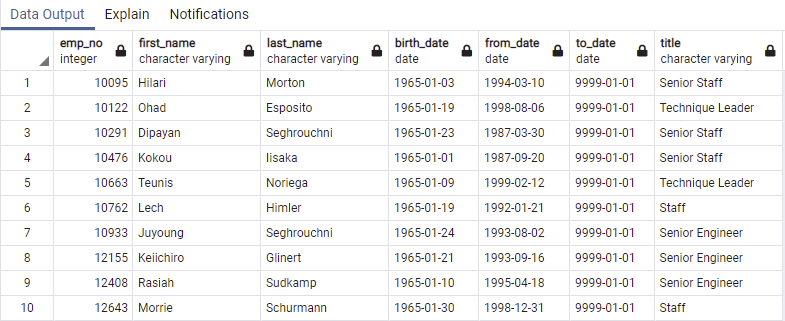 Data Output Explain Notifications
emp_no first_name last_name birth_date from_date to_date title
integer character varying character varying date date date character varying
1 10095 Hilari Morton 1965-01-03 1994-03-10 9999-01-01 Senior Staff
2 10122 Ohad Esposito 1965-01-19 1998-08-06 9999-01-01 Technique Leader
3 10291 Dipayan Seghrouchni 1965-01-23 1987-03-30 9999-01-01 Senior Staff
4 10476 Kokou Iisaka 1965-01-01 1987-09-20 9999-01-01 Senior Staff
5 10663 Teunis Noriega 1965-01-09 1999-02-12 9999-01-01 Technique Leader
6 10762 Lech Himler 1965-01-19 1992-01-21 9999-01-01 Staff
7 10933 Juyoung Seghrouchni 1965-01-24 1993-08-02 9999-01-01 Senior Engineer
8 12155 Keiichiro Glinert 1965-01-21 1993-09-16 9999-01-01 Senior Engineer
9 12408 Rasiah Sudkamp 1965-01-10 1995-04-18 9999-01-01 Senior Engineer
10 12643 Morrie Schurmann 1965-01-30 1998-12-31 9999-01-01 Staff